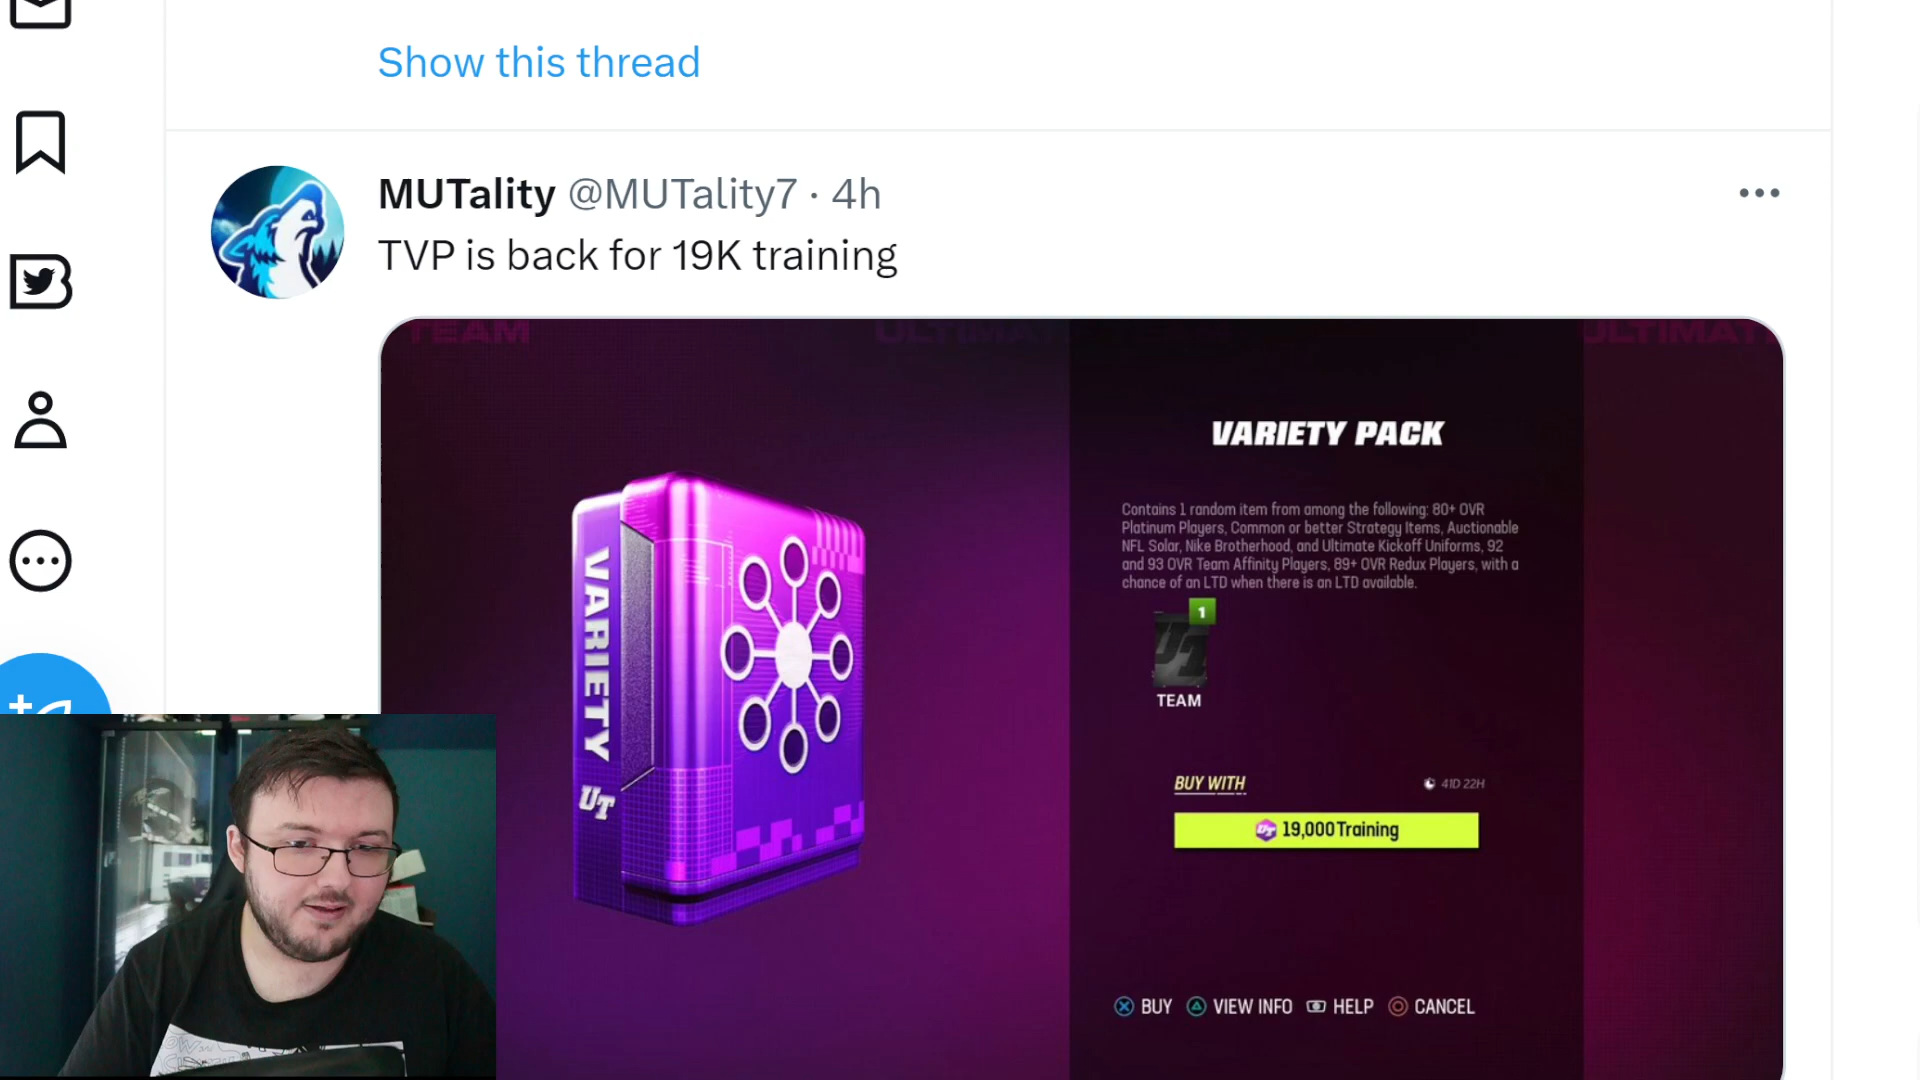 Show this thread
MUTality @MUTality7 · 4h
TVP is back for 19K training
TEAM
VARIETY PACK
Contains 1 random item from among the following: 80+ OVR
Platinum Players, Common or better Strategy Items, Auctionable
NFL Solar, Nike Brotherhood, and Ultimate Kickoff Uniforms, 92
and 93 OVR Team Affinity Players, 89+ OVR Redux Players, with a
chance of an LTD when there is an LTD available.
1
UT
TEAM
VARIETY
UT
BUY WITH
41D 22H
UT 19,000 Training
BUY VIEW INFO HELP CANCEL